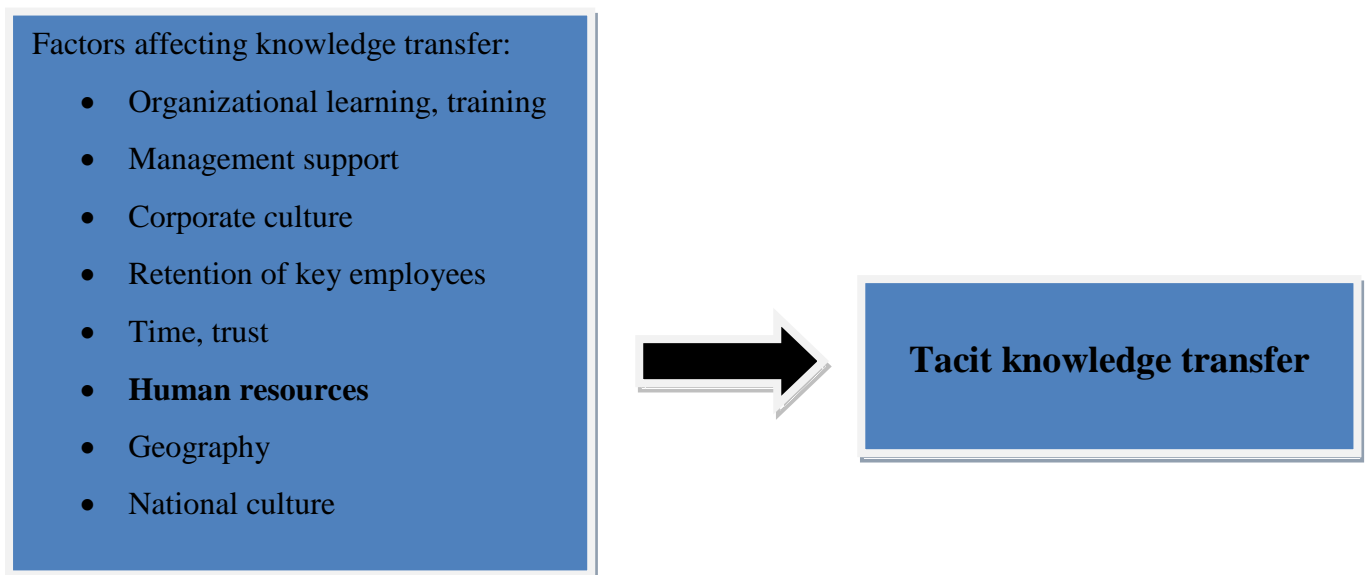 Factors affecting knowledge transfer:
• Organizational learning, training
• Management support
• Corporate culture
• Retention of key employees
• Time, trust
• Human resources
• Geography
• National culture
Tacit knowledge transfer